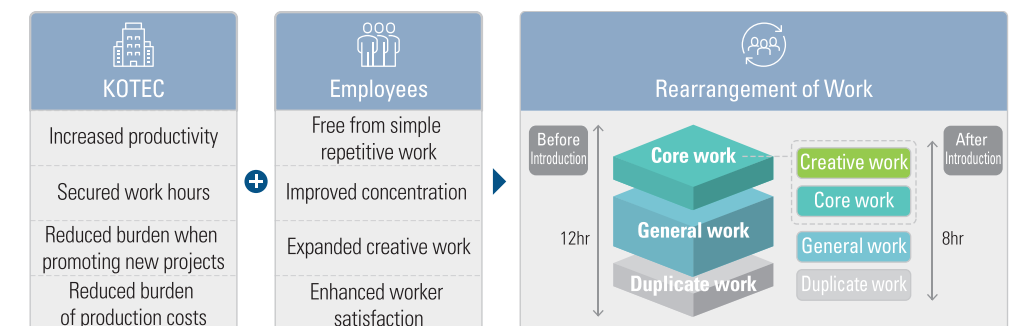 KOTEC
Increased productivity
Secured work hours
Reduced burden when
promoting new projects
Reduced burden
of production costs
Employees
Free from simple
repetitive work
Improved concentration
Expanded creative work
Enhanced worker
satisfaction
Rearrangement of Work
Before
Introduction
12hr
Core work
General work
Duplicate work
Creative work
Core work
General work
Duplicate work
After
Introduction
8hr